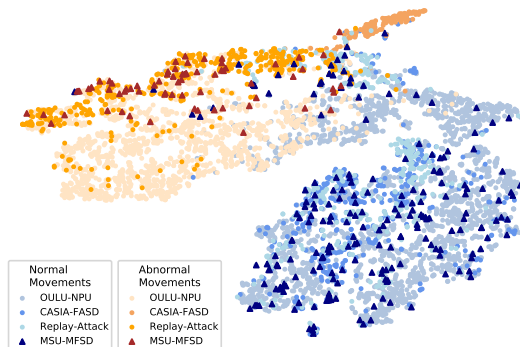 Normal
Movements
OULU-NPU
CASIA-FASD
Replay-Attack
MSU-MFSD
Abnormal
Movements
OULU-NPU
CASIA-FASD
Replay-Attack
MSU-MFSD